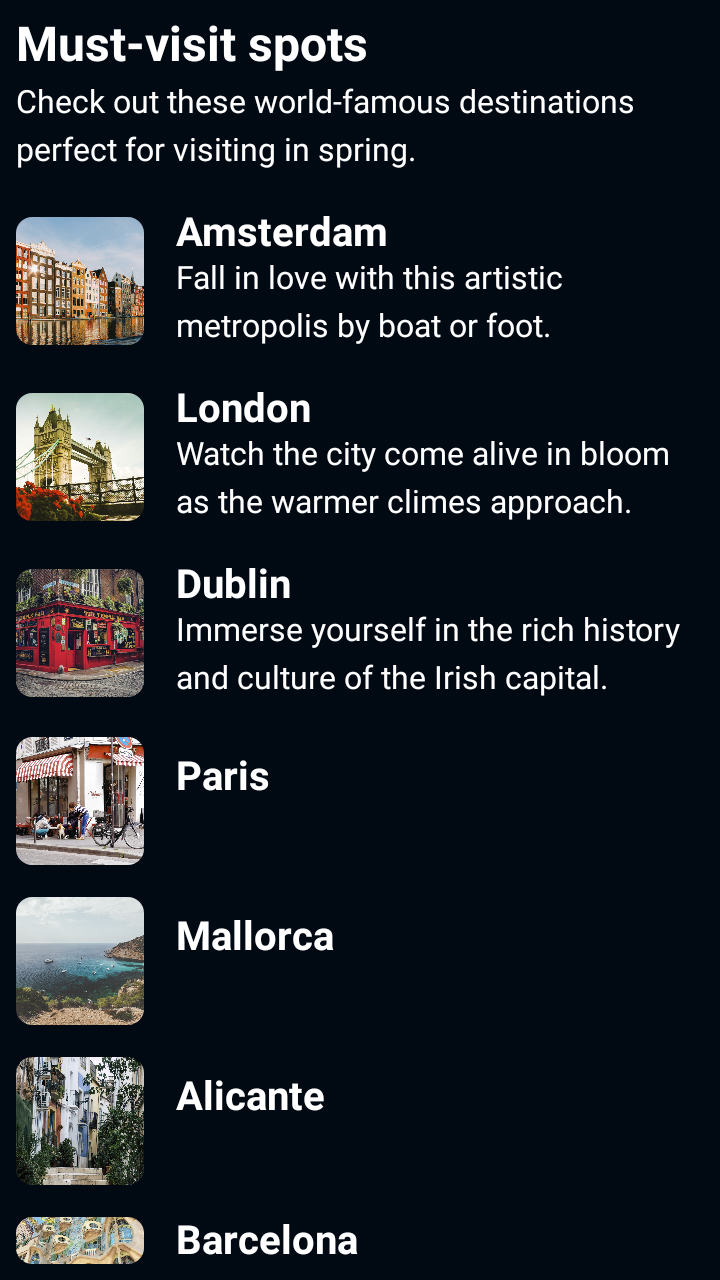 Must-visit spots
Check out these world-famous destinations
perfect for visiting in spring.
Amsterdam
Fall in love with this artistic
metropolis by boat or foot.
London
Watch the city come alive in bloom
as the warmer climes approach.
Dublin
Immerse yourself in the rich history
and culture of the Irish capital.
Paris
Mallorca
Alicante
Barcelona